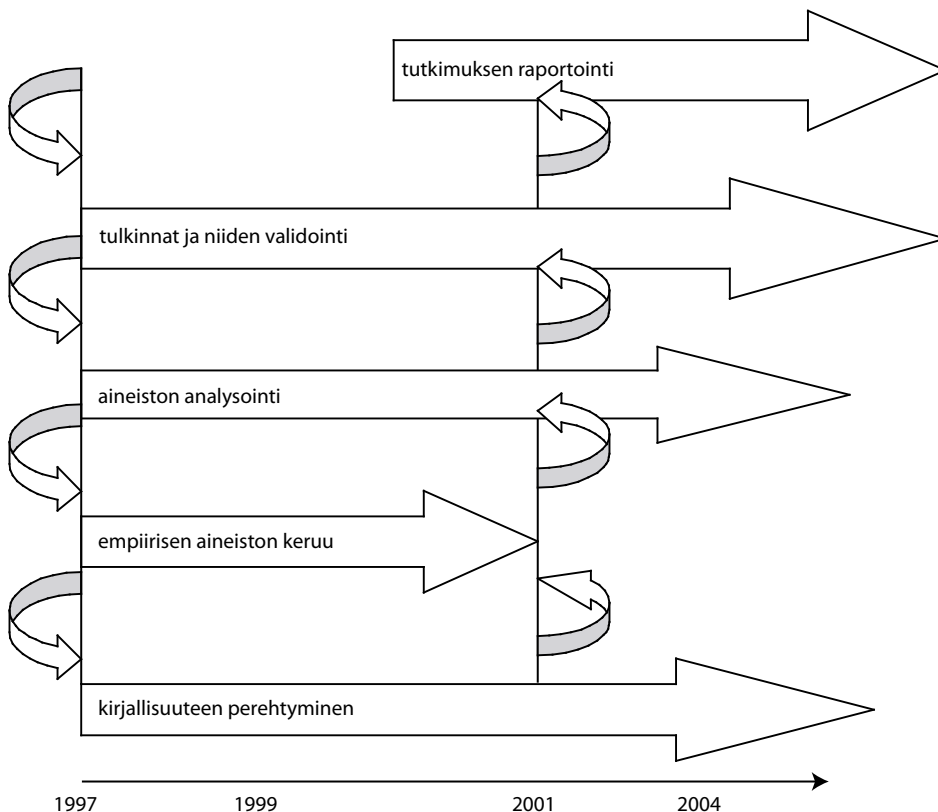 tutkimuksen raportointi
tulkinnat ja niiden validointi
aineiston analysointi
empiirisen aineiston keruu
kirjallisuuteen perehtyminen
1997 1999 2001 2004